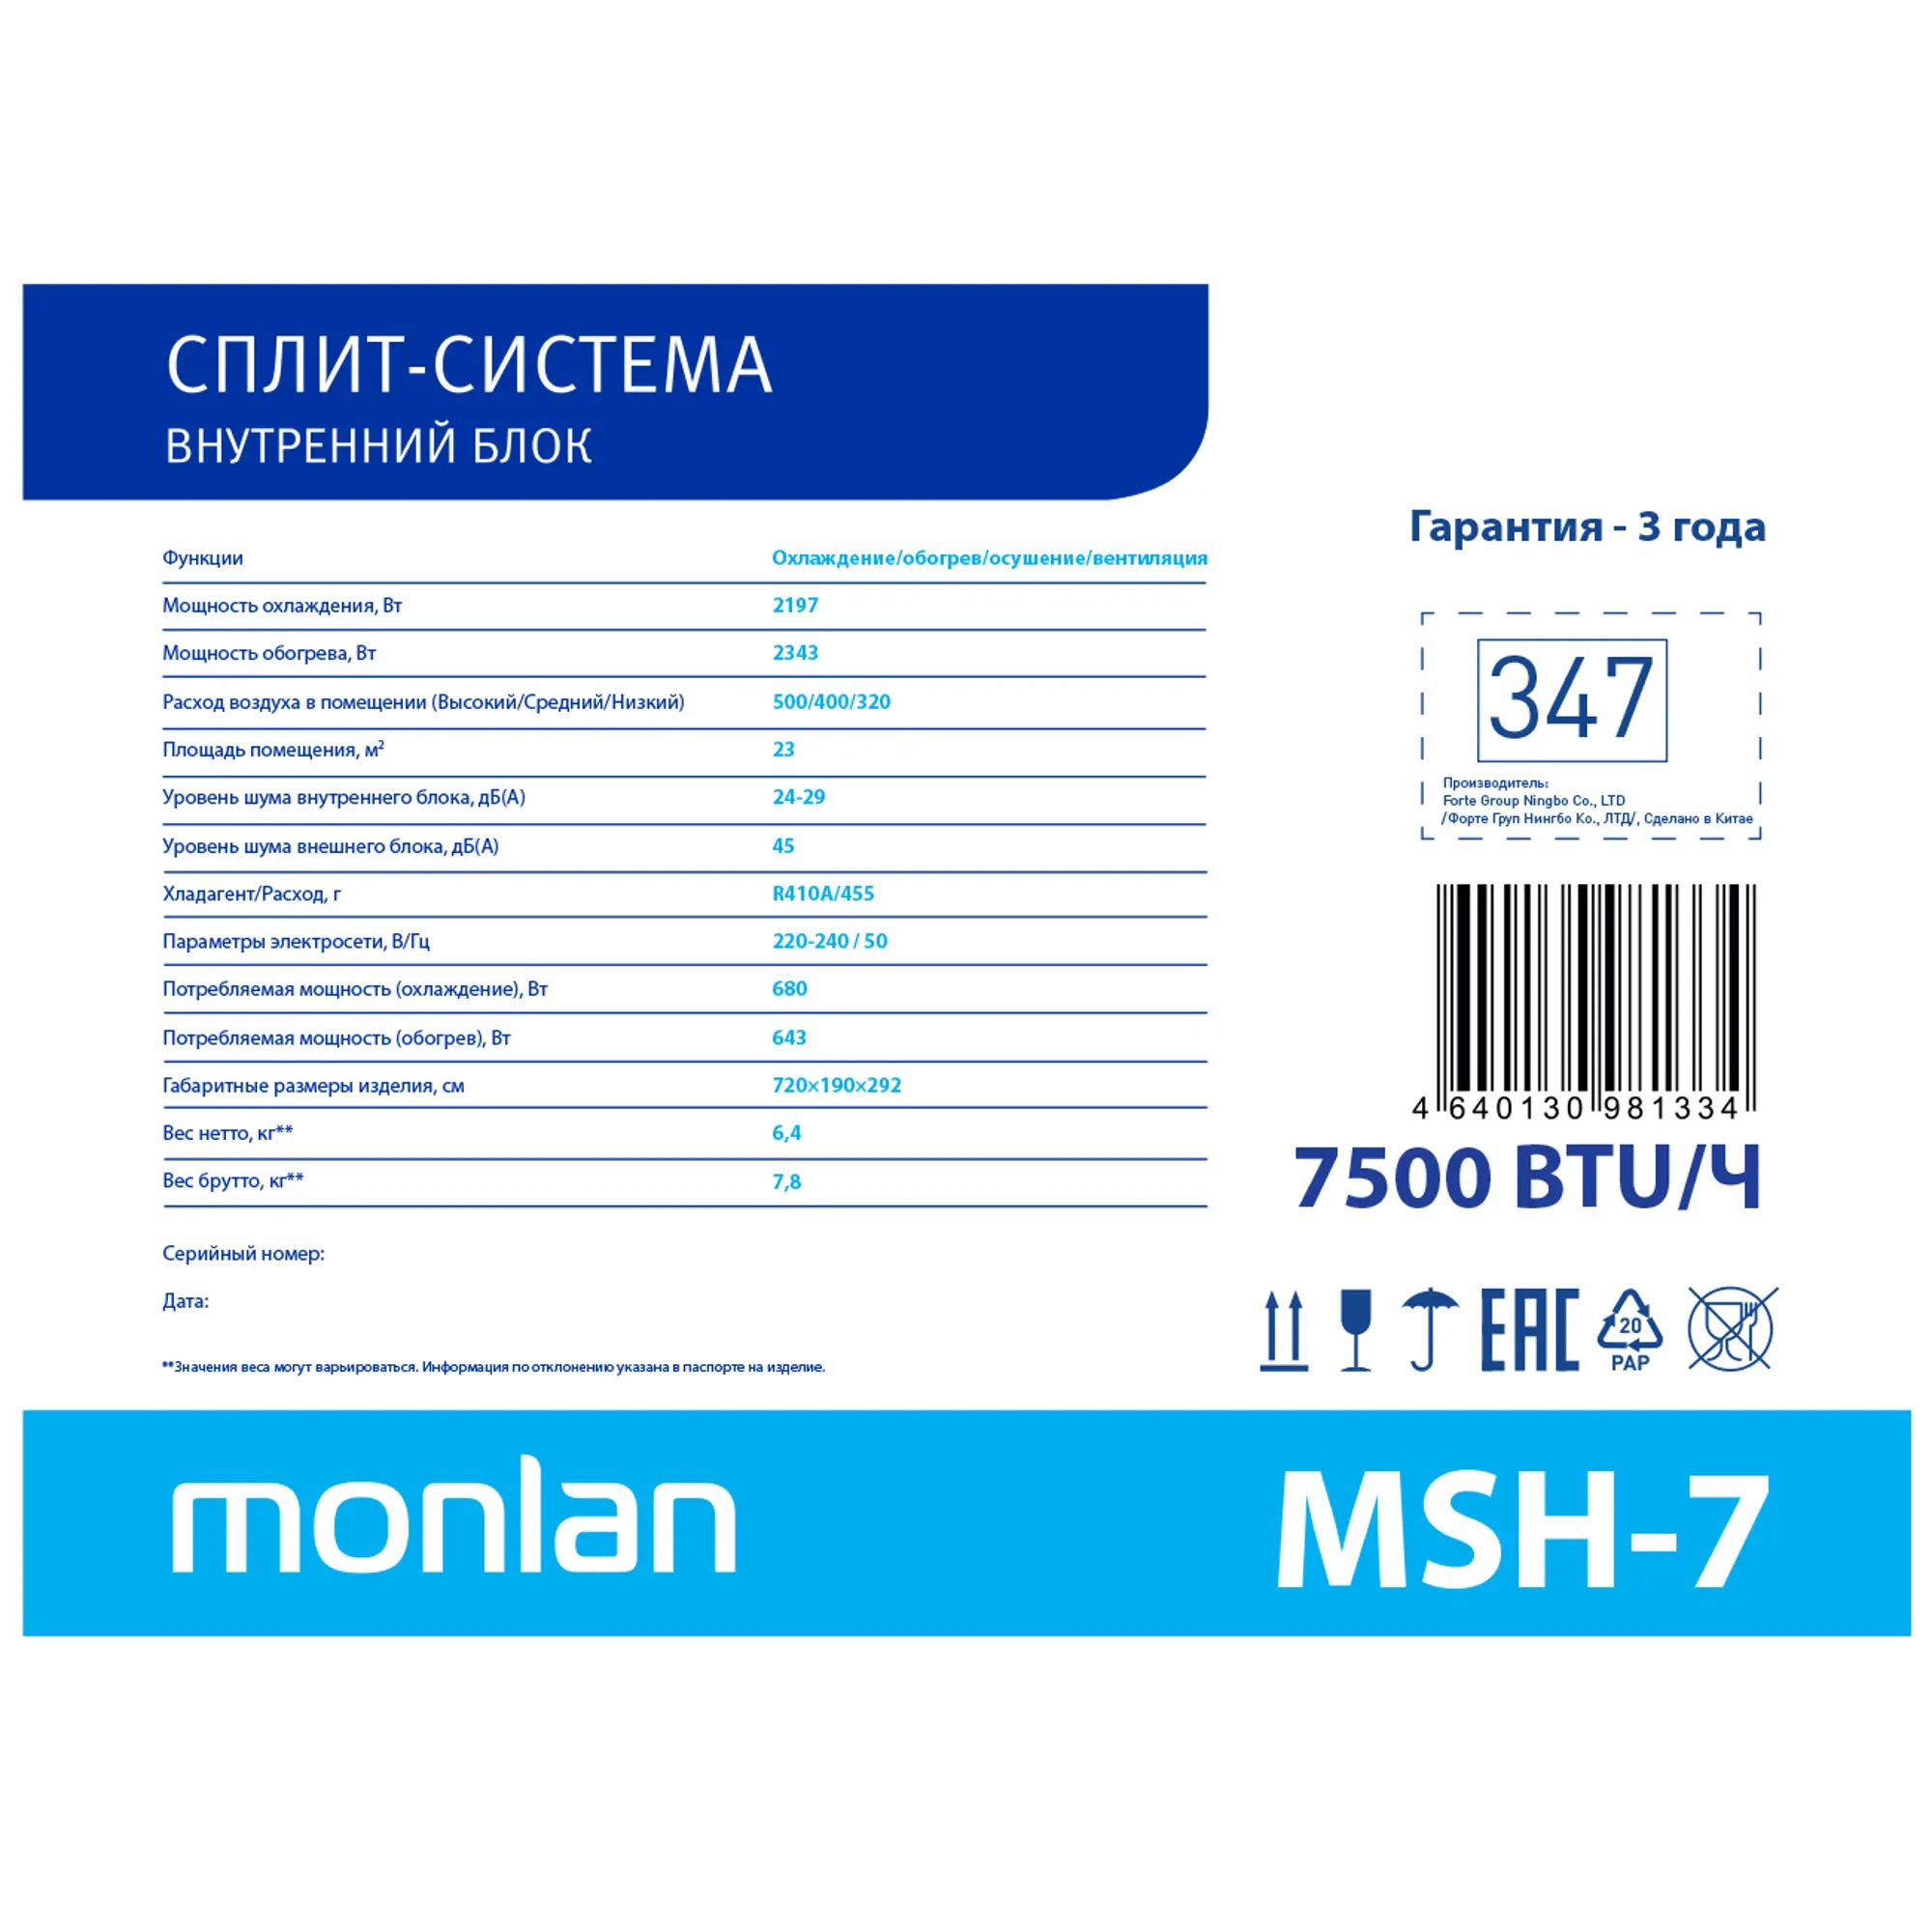 СПЛИТ-СИСТЕМА
ВНУТРЕННИЙ БЛОК
Функции Охлаждение/обогрев/осушение/вентиляция
Мощность охлаждения, Вт 2197
Мощность обогрева, Вт 2343
Расход воздуха в помещении (Высокий/Средний/Низкий) 500/400/320
Площадь помещения, м² 23
Уровень шума внутреннего блока, дБ(А) 24-29
Уровень шума внешнего блока, дБ(А) 45
Хладагент/Расход, г R410A/455
Параметры электросети, В/Гц 220-240 / 50
Потребляемая мощность (охлаждение), Вт 680
Потребляемая мощность (обогрев), Вт 643
Габаритные размеры изделия, см 720×190×292
Вес нетто, кг** 6,4
Вес брутто, кг** 7,8
Серийный номер:
Дата:
**Значения веса могут варьироваться. Информация по отклонению указана в паспорте на изделие.
Гарантия - 3 года
347
Производитель:
Forte Group Ningbo Co., LTD
/Форте Груп Нингбо Ко., ЛТД/, Сделано в Китае
4 640130 981334
7500 BTU/Ч
EAC
20
PAP
monlan
MSH-7